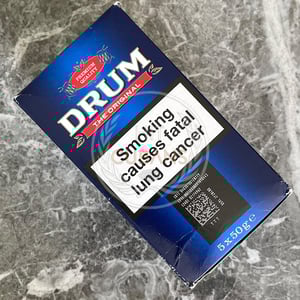 PREMIUM
QUALITY
DRUM
THE ORIGINAL
Smoking
causes fatal
lung cancer
5 x 50g e